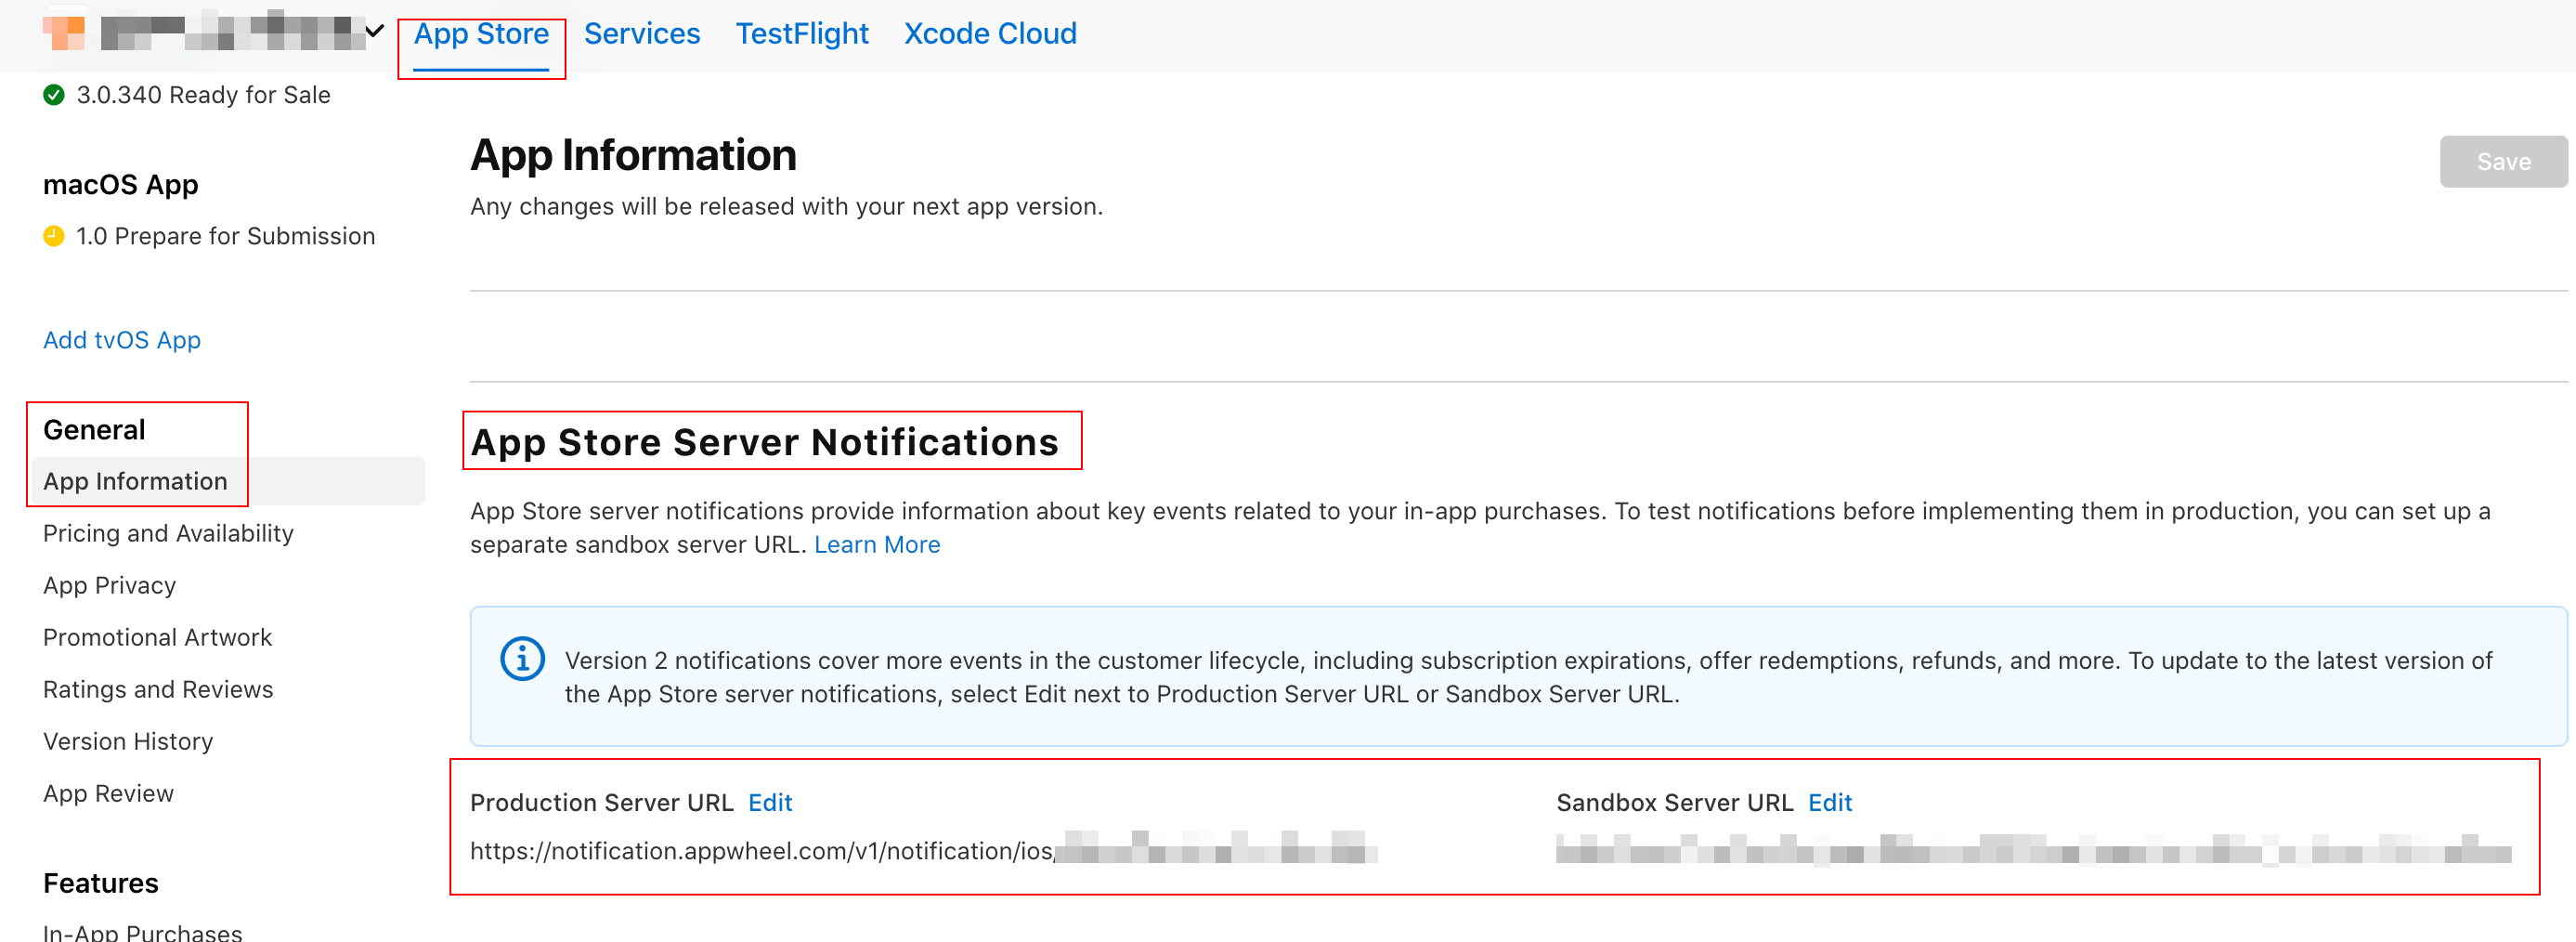 App Store Services TestFlight Xcode Cloud
3.0.340 Ready for Sale
macOS App
1.0 Prepare for Submission
Add tvOS App
General
App Information
Pricing and Availability
App Privacy
Promotional Artwork
Ratings and Reviews
Version History
App Review
Features
In-App Purchases
App Information
Save
Any changes will be released with your next app version.
App Store Server Notifications
App Store server notifications provide information about key events related to your in-app purchases. To test notifications before implementing them in production, you can set up a
separate sandbox server URL. Learn More
Version 2 notifications cover more events in the customer lifecycle, including subscription expirations, offer redemptions, refunds, and more. To update to the latest version of
the App Store server notifications, select Edit next to Production Server URL or Sandbox Server URL.
Production Server URL Edit
https://notification.appwheel.com/v1/notification/ios/
Sandbox Server URL Edit